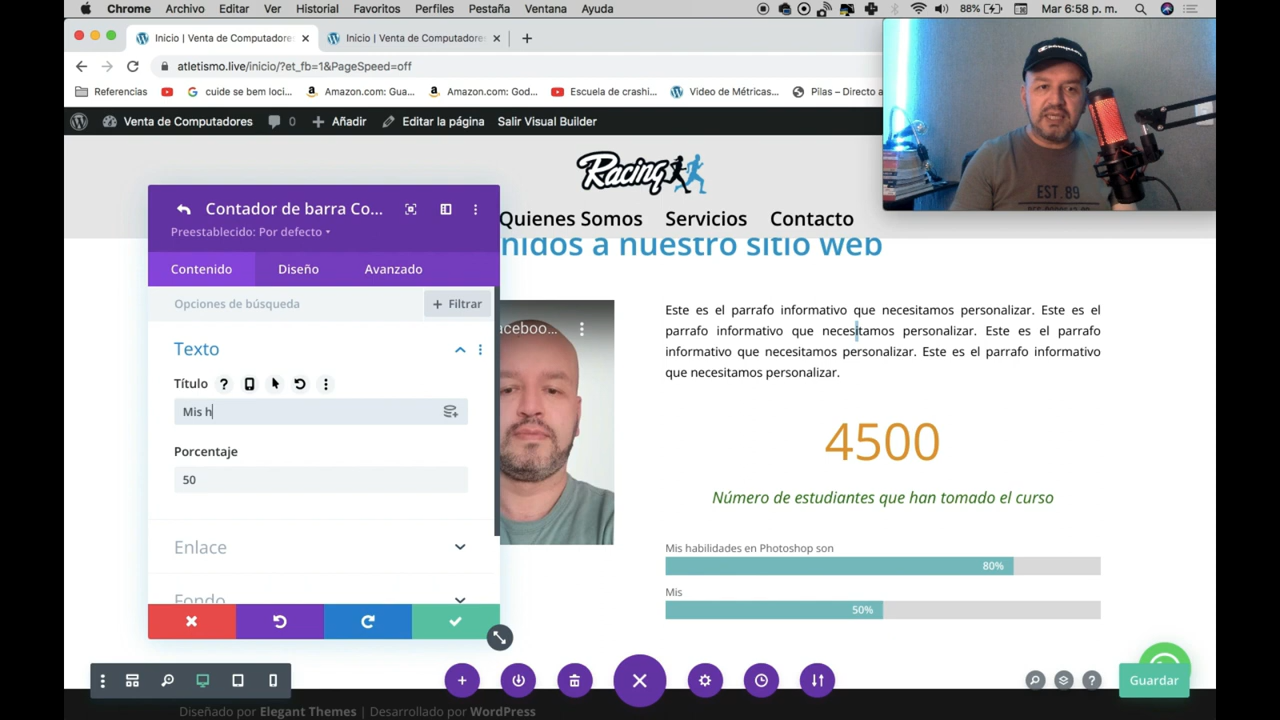 Chrome Archivo Editar Ver Historial Favoritos Perfiles Pestaña Ventana Ayuda 88% Mar 6:58 p. m.
Inicio | Venta de Computadore
Inicio | Venta de Computadore
atletismo.live/inicio/?et_fb=1&PageSpeed=off
Referencias
cuide se bem loci...
Amazon.com: Gua...
Amazon.com: God...
Escuela de crashi...
Video de Métricas...
Pilas – Directo a
Venta de Computadores 0 Añadir Editar la página Salir Visual Builder
Racing
Quienes Somos Servicios Contacto
nidos a nuestro sitio web
Contador de barra Co...
Preestablecido: Por defecto
Contenido Diseño Avanzado
Opciones de búsqueda
+ Filtrar
Texto
Título
Mis h
Porcentaje
50
Enlace
Fondo
aceboo...
Este es el parrafo informativo que necesitamos personalizar. Este es el
parrafo informativo que necesitamos personalizar. Este es el parrafo
informativo que necesitamos personalizar. Este es el parrafo informativo
que necesitamos personalizar.
4500
Número de estudiantes que han tomado el curso
Mis habilidades en Photoshop son
80%
Mis
50%
Guardar
Diseñado por Elegant Themes | Desarrollado por WordPress
Champion
EST. 89